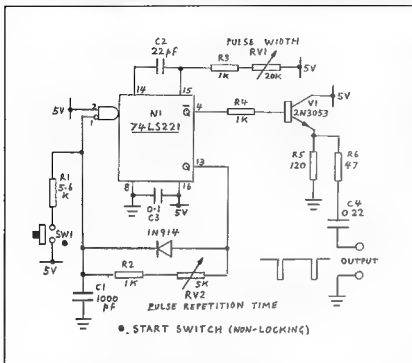 C2
22pF
PULSE WIDTH
RV1
R3
1K
20K
5V
14
15
5V
2
1
N1
74LS221
Q̅
4
R4
1K
V1
2N3053
5V
Q
13
R1
5.6
K
R5
120
R6
47
8
0.1
C3
16
5V
C4
0.22
SW1
5V
1N914
R2
1K
5K
RV2
OUTPUT
C1
1000
pF
PULSE REPETITION TIME
START SWITCH (NON-LOCKING)